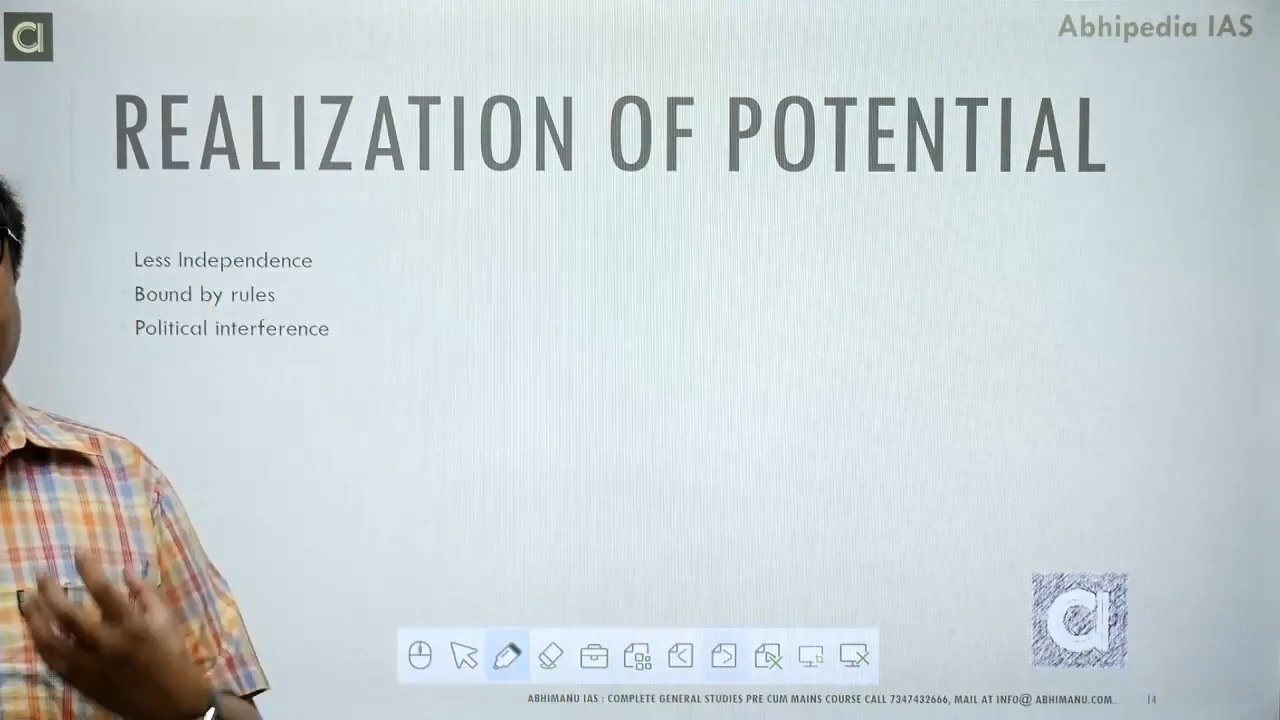 Abhipedia IAS
REALIZATION OF POTENTIAL
Less Independence
Bound by rules
Political interference
ABHIMANU IAS : COMPLETE GENERAL STUDIES PRE CUM MAINS COURSE CALL 7347432666, MAIL AT INFO@ ABHIMANU.COM..
14